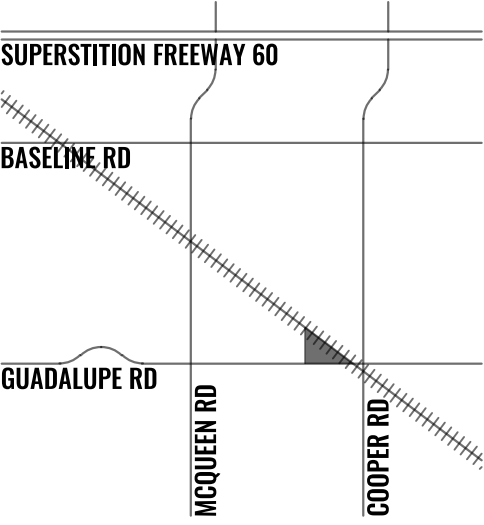 SUPERSTITION FREEWAY 60
BASELINE RD
GUADALUPE RD
MCQUEEN RD
COOPER RD